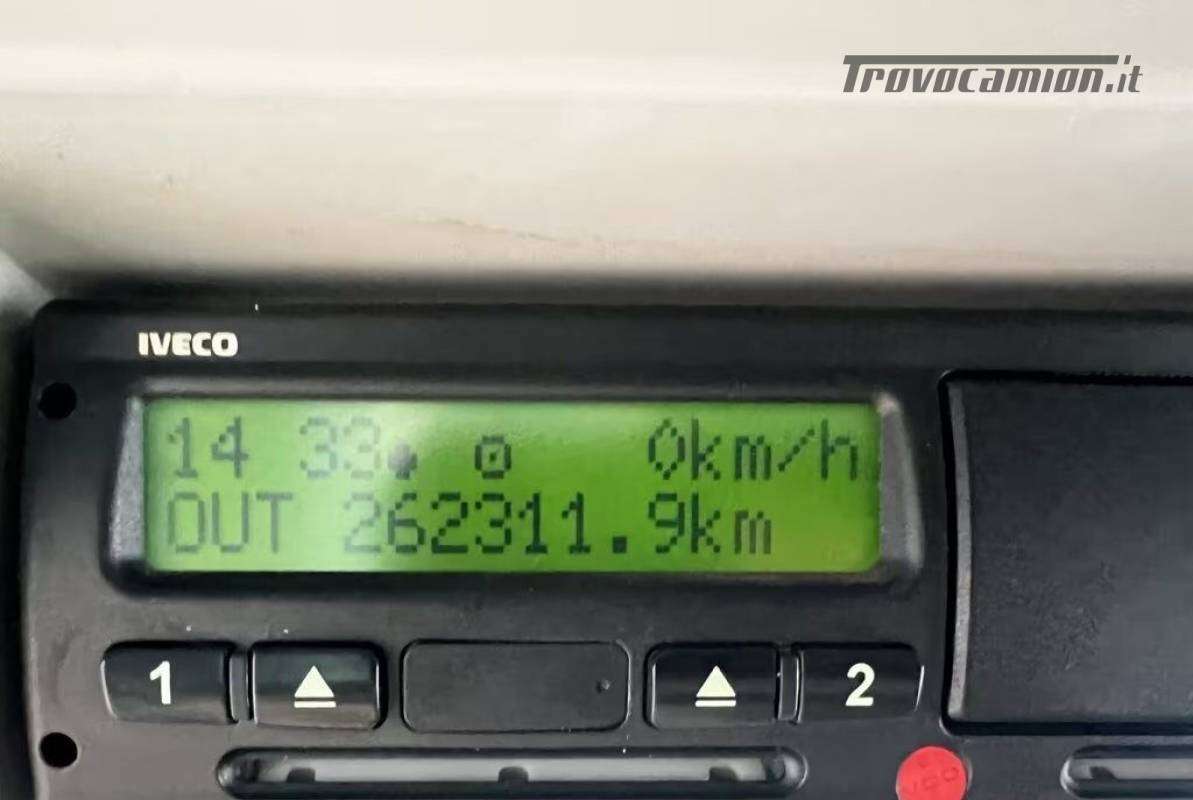 Trovocamion.it
IVECO
14 33 0km/h
OUT 262311.9km
1 2